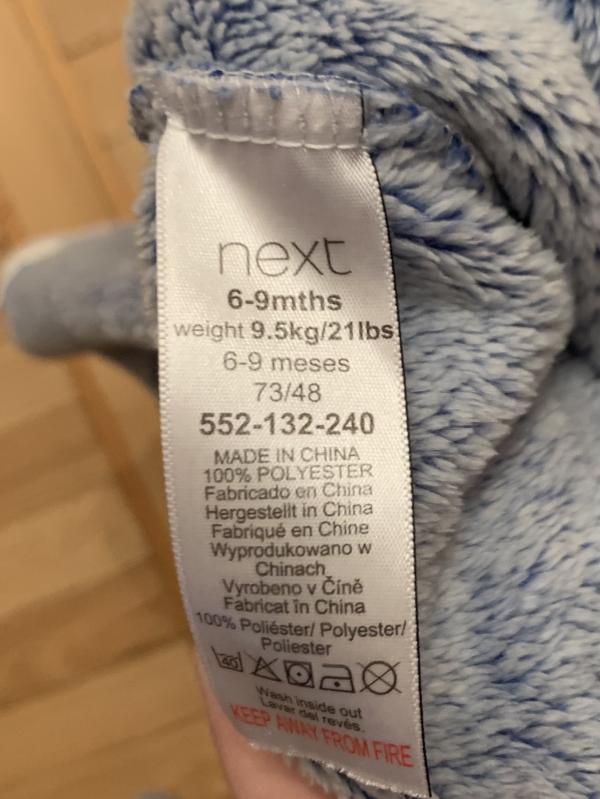 next
6-9mths
weight 9.5kg/21lbs
6-9 meses
73/48
552-132-240
MADE IN CHINA
100% POLYESTER
Fabricado en China
Hergestellt in China
Fabriqué en Chine
Wyprodukowano w
Chinach
Vyrobeno v Číně
Fabricat în China
100% Poliéster/ Polyester/
Poliester
40
Wash inside out
Lavar del revés.
KEEP AWAY FROM FIRE